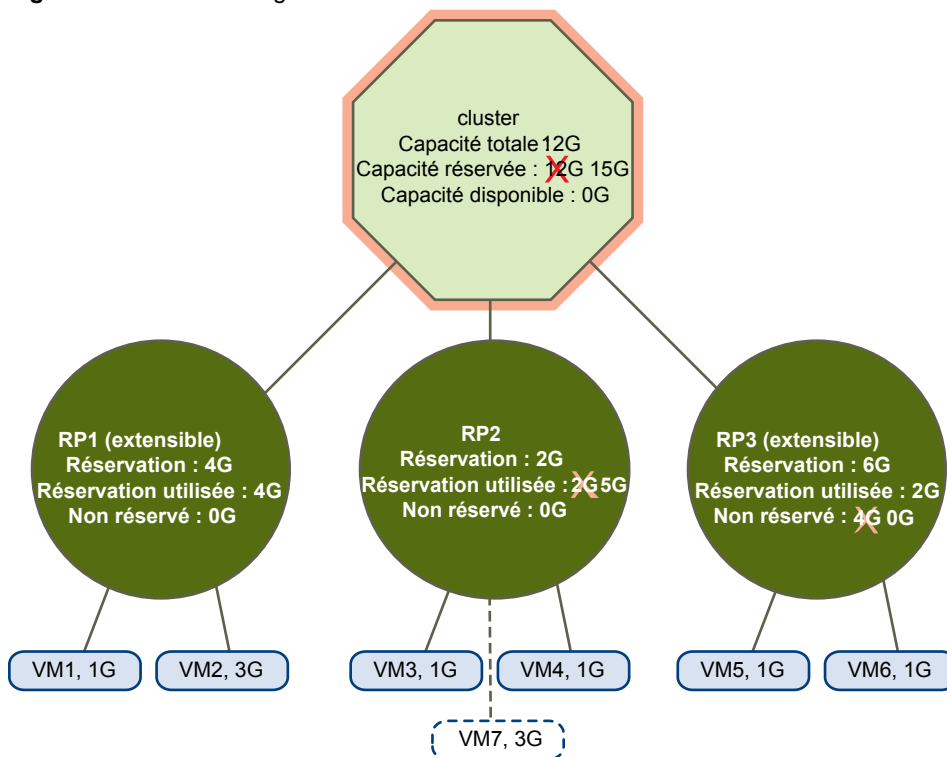 cluster
Capacité totale 12G
Capacité réservée : 12G 15G
Capacité disponible : 0G
RP1 (extensible)
Réservation : 4G
Réservation utilisée : 4G
Non réservé : 0G
RP2
Réservation : 2G
Réservation utilisée : 2G 5G
Non réservé : 0G
RP3 (extensible)
Réservation : 6G
Réservation utilisée : 2G
Non réservé : 4G 0G
VM1, 1G
VM2, 3G
VM3, 1G
VM4, 1G
VM5, 1G
VM6, 1G
VM7, 3G